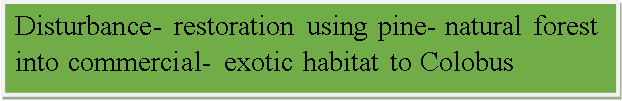 Disturbance- restoration using pine- natural forest
into commercial- exotic habitat to Colobus